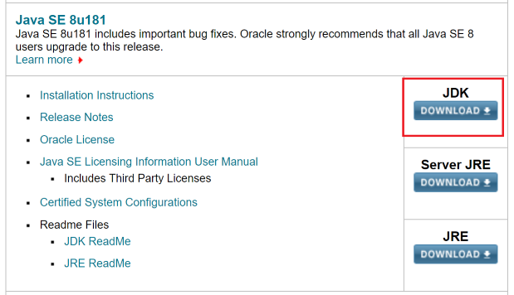 Java SE 8u181
Java SE 8u181 includes important bug fixes. Oracle strongly recommends that all Java SE 8
users upgrade to this release.
Learn more
Installation Instructions
Release Notes
Oracle License
Java SE Licensing Information User Manual
Includes Third Party Licenses
Certified System Configurations
Readme Files
JDK ReadMe
JRE ReadMe
JDK
DOWNLOAD
Server JRE
DOWNLOAD
JRE
DOWNLOAD